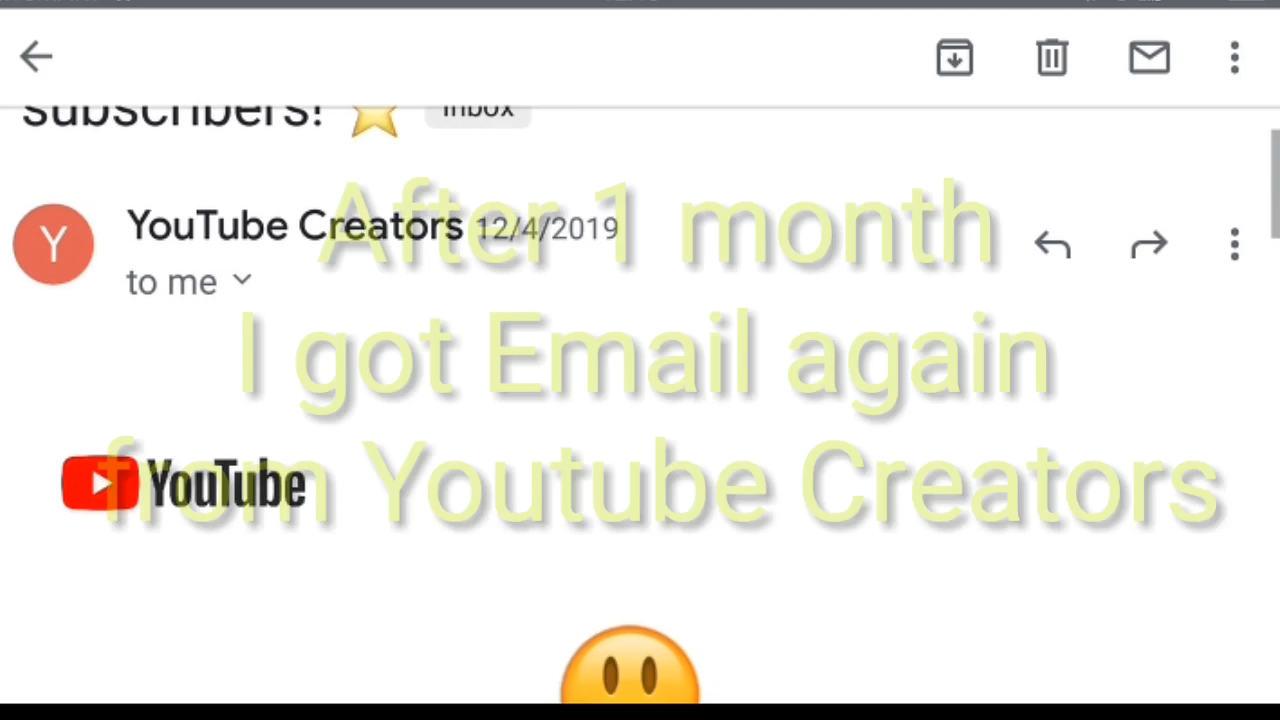 subscribers! Inbox
YouTube Creators 12/4/2019
Y
to me
After 1 month
I got Email again
from Youtube Creators
YouTube